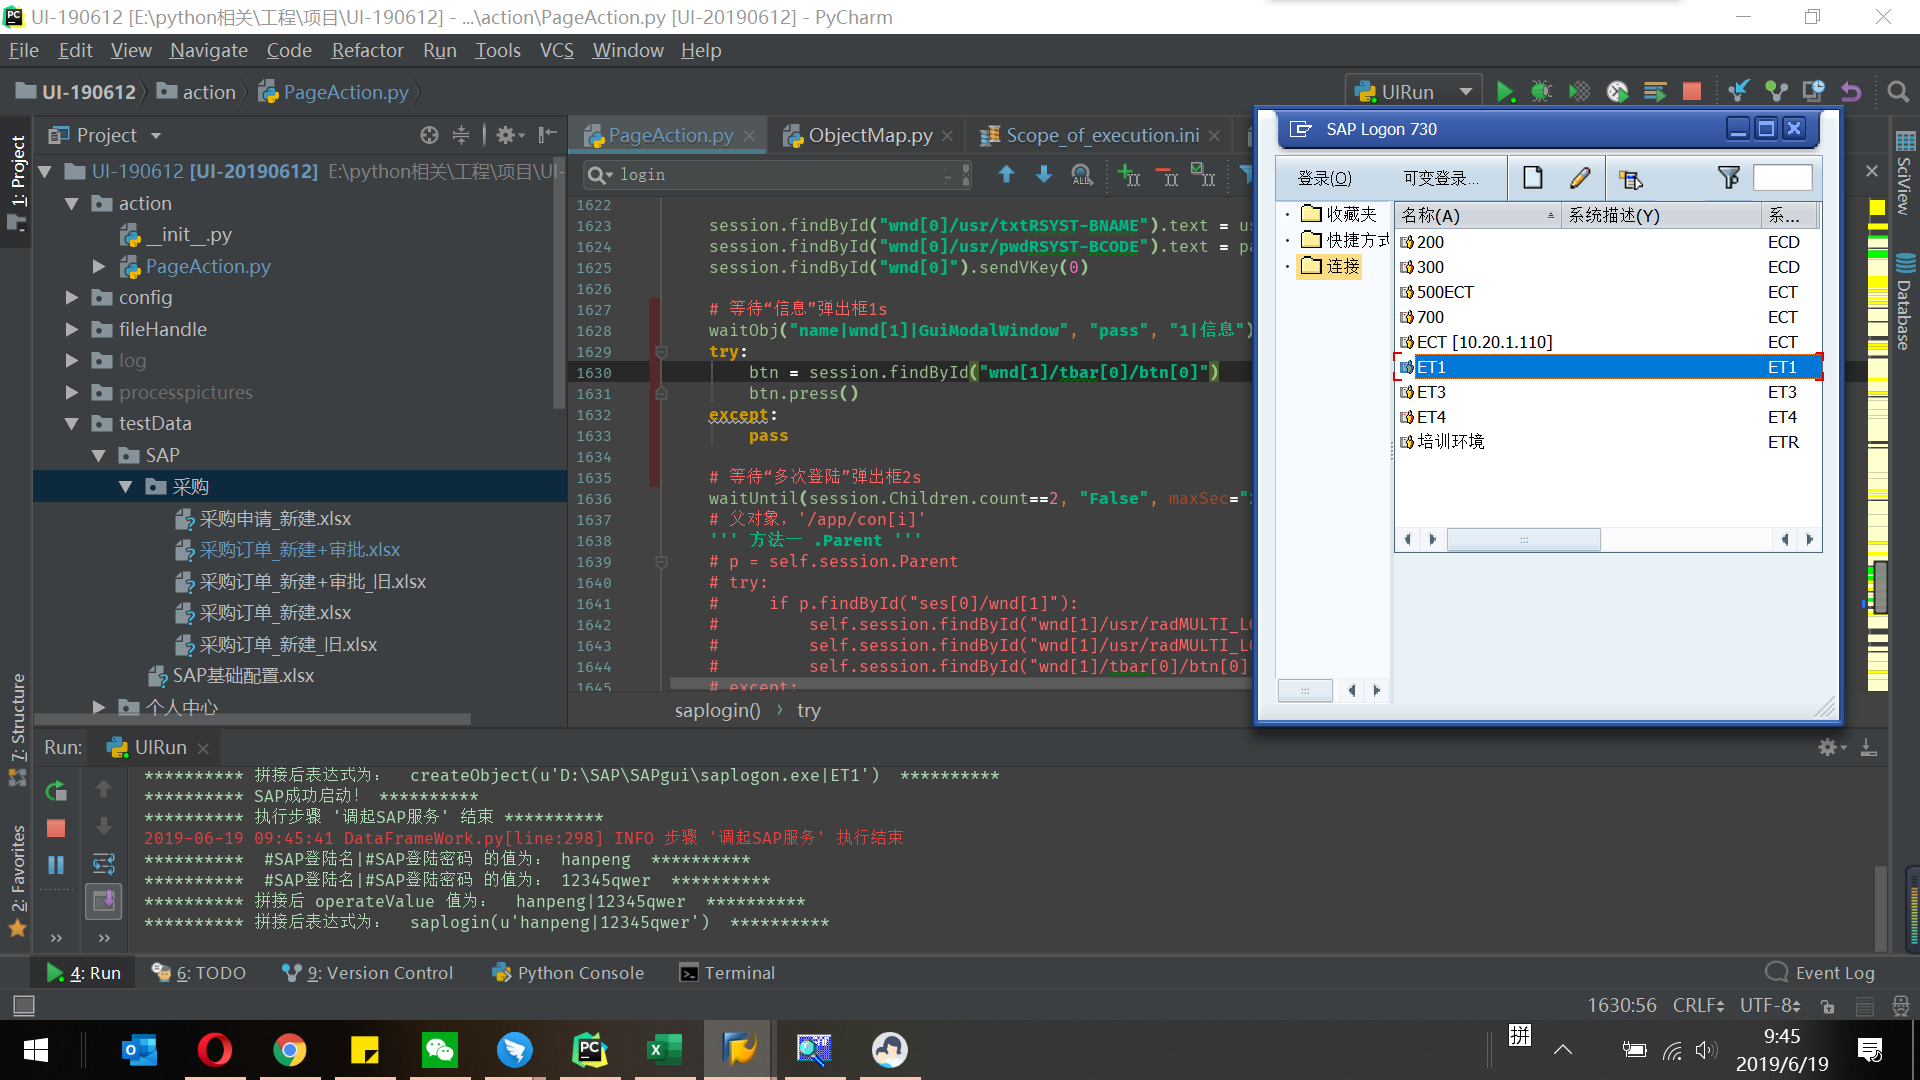 UI-190612 [E:\python相关\工程\项目\UI-190612] - ...\action\PageAction.py [UI-20190612] - PyCharm
File Edit View Navigate Code Refactor Run Tools VCS Window Help
UI-190612 action PageAction.py
UIRun
Project
PageAction.py
ObjectMap.py
Scope_of_execution.ini
1: Project
7: Structure
2: Favorites
SciView
Database
UI-190612 [UI-20190612] E:\python相关\工程\项目\UI-
action
__init__.py
PageAction.py
config
fileHandle
log
processpictures
testData
SAP
采购
采购申请_新建.xlsx
采购订单_新建+审批.xlsx
采购订单_新建+审批_旧.xlsx
采购订单_新建.xlsx
采购订单_新建_旧.xlsx
SAP基础配置.xlsx
个人中心
login
ALL
1622
1623 session.findById("wnd[0]/usr/txtRSYST-BNAME").text = us
1624 session.findById("wnd[0]/usr/pwdRSYST-BCODE").text = pa
1625 session.findById("wnd[0]").sendVKey(0)
1626
1627 # 等待“信息”弹出框1s
1628 waitObj("name|wnd[1]|GuiModalWindow", "pass", "1|信息")
1629 try:
1630 btn = session.findById("wnd[1]/tbar[0]/btn[0]")
1631 btn.press()
1632 except:
1633 pass
1634
1635 # 等待“多次登陆”弹出框2s
1636 waitUntil(session.Children.count==2, "False", maxSec="
1637 # 父对象，'/app/con[i]'
1638 ''' 方法一 .Parent '''
1639 # p = self.session.Parent
1640 # try:
1641 # if p.findById("ses[0]/wnd[1]"):
1642 # self.session.findById("wnd[1]/usr/radMULTI_LO
1643 # self.session.findById("wnd[1]/usr/radMULTI_LO
1644 # self.session.findById("wnd[1]/tbar[0]/btn[0]
1645 # except:
saplogin() › try
SAP Logon 730
登录(O) 可变登录...
收藏夹
快捷方式
连接
名称(A) 系统描述(Y) 系...
200 ECD
300 ECD
500ECT ECT
700 ECT
ECT [10.20.1.110] ECT
ET1 ET1
ET3 ET3
ET4 ET4
培训环境 ETR
Run: UIRun
********** 拼接后表达式为： createObject(u'D:\SAP\SAPgui\saplogon.exe|ET1') **********
********** SAP成功启动！ **********
********** 执行步骤 '调起SAP服务' 结束 **********
2019-06-19 09:45:41 DataFrameWork.py[line:298] INFO 步骤 '调起SAP服务' 执行结束
********** #SAP登陆名|#SAP登陆密码 的值为： hanpeng **********
********** #SAP登陆名|#SAP登陆密码 的值为： 12345qwer **********
********** 拼接后 operateValue 值为： hanpeng|12345qwer **********
********** 拼接后表达式为： saplogin(u'hanpeng|12345qwer') **********
4: Run 6: TODO 9: Version Control Python Console Terminal Event Log
1630:56 CRLF UTF-8
拼
9:45
2019/6/19